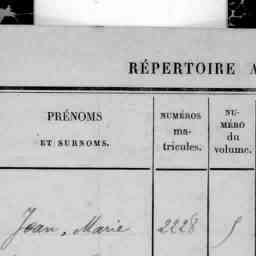 RÉPERTOIRE A
PRÉNOMS
ET SURNOMS.
NUMÉROS
ma-
tricules.
NU-
MÉRO
du
volume.
Jean, Marie 2228 5